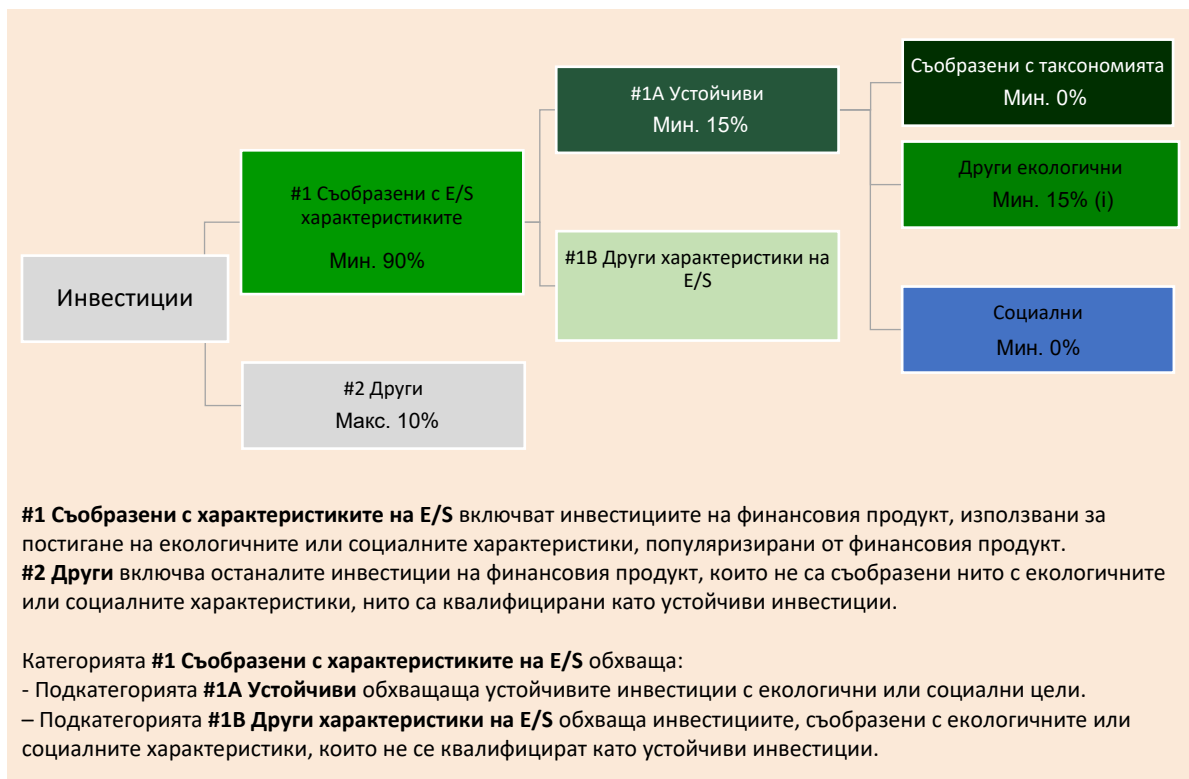 Инвестиции
#1 Съобразени с E/S
характеристиките
Мин. 90%
#2 Други
Макс. 10%
#1A Устойчиви
Мин. 15%
#1B Други характеристики на
E/S
Съобразени с таксономията
Мин. 0%
Други екологични
Мин. 15% (i)
Социални
Мин. 0%
#1 Съобразени с характеристиките на E/S включват инвестициите на финансовия продукт, използвани за
постигане на екологичните или социалните характеристики, популяризирани от финансовия продукт.
#2 Други включва останалите инвестиции на финансовия продукт, които не са съобразени нито с екологичните
или социалните характеристики, нито са квалифицирани като устойчиви инвестиции.
Категорията #1 Съобразени с характеристиките на E/S обхваща:
- Подкатегорията #1A Устойчиви обхващаща устойчивите инвестиции с екологични или социални цели.
– Подкатегорията #1B Други характеристики на E/S обхваща инвестициите, съобразени с екологичните или
социалните характеристики, които не се квалифицират като устойчиви инвестиции.